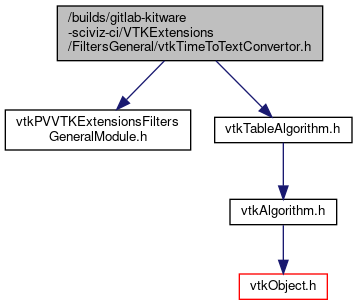 /builds/gitlab-kitware
-sciviz-ci/VTKExtensions
/FiltersGeneral/vtkTimeToTextConvertor.h
vtkPVVTKExtensionsFilters
GeneralModule.h
vtkTableAlgorithm.h
vtkAlgorithm.h
vtkObject.h